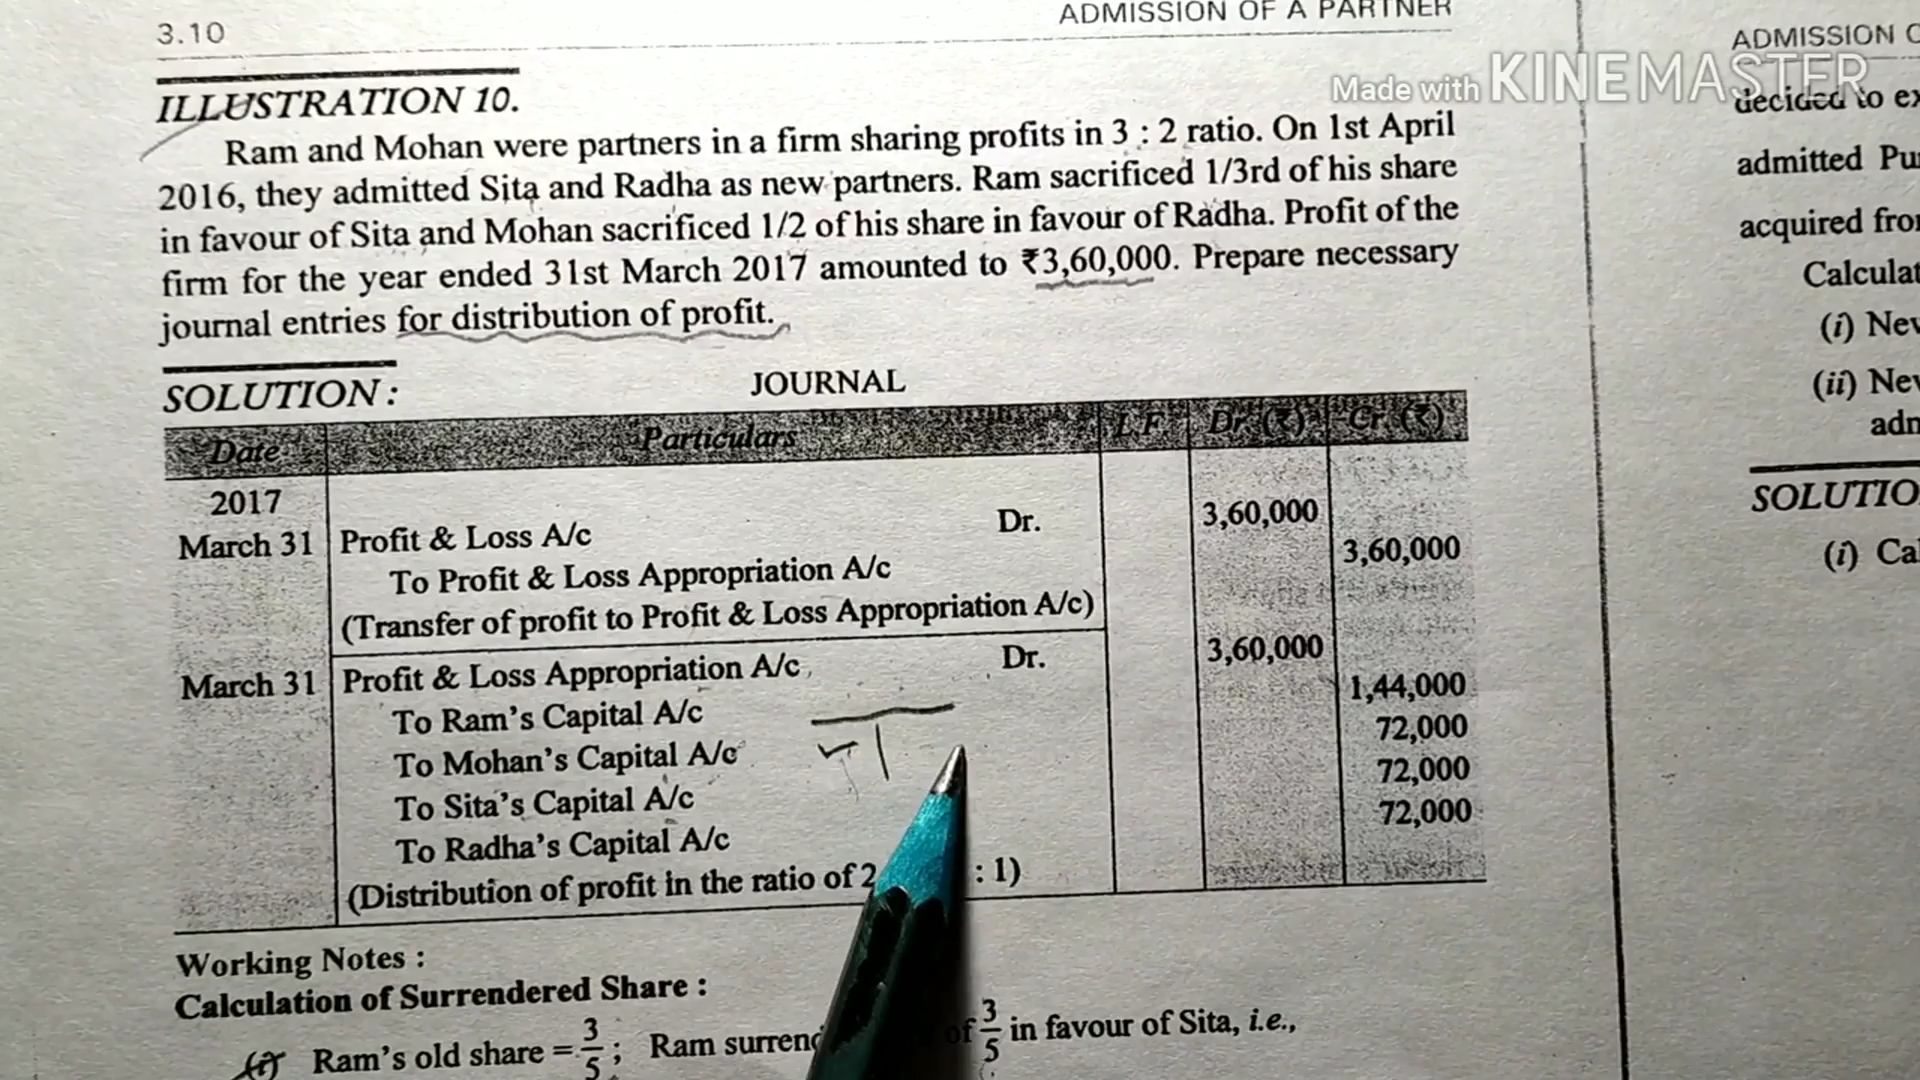 3.10
ADMISSION OF A PARTNER
Made with KINEMASTER
ILLUSTRATION 10.
Ram and Mohan were partners in a firm sharing profits in 3 : 2 ratio. On 1st April
2016, they admitted Sita and Radha as new partners. Ram sacrificed 1/3rd of his share
in favour of Sita and Mohan sacrificed 1/2 of his share in favour of Radha. Profit of the
firm for the year ended 31st March 2017 amounted to ₹3,60,000. Prepare necessary
journal entries for distribution of profit.
SOLUTION :
JOURNAL
Date Particulars L.F. Dr. (₹) Cr. (₹)
2017
March 31 Profit & Loss A/c Dr. 3,60,000
To Profit & Loss Appropriation A/c 3,60,000
(Transfer of profit to Profit & Loss Appropriation A/c)
March 31 Profit & Loss Appropriation A/c Dr. 3,60,000
To Ram's Capital A/c 1,44,000
To Mohan's Capital A/c 72,000
To Sita's Capital A/c 72,000
To Radha's Capital A/c 72,000
(Distribution of profit in the ratio of 2 : 1)
Working Notes :
Calculation of Surrendered Share :
(i) Ram's old share = 3/5 ; Ram surrend of 3/5 in favour of Sita, i.e.,
ADMISSION
decided to
admitted
acquired
Calculat
(i) Nev
(ii) Nev
adn
SOLUTIO
(i) Ca